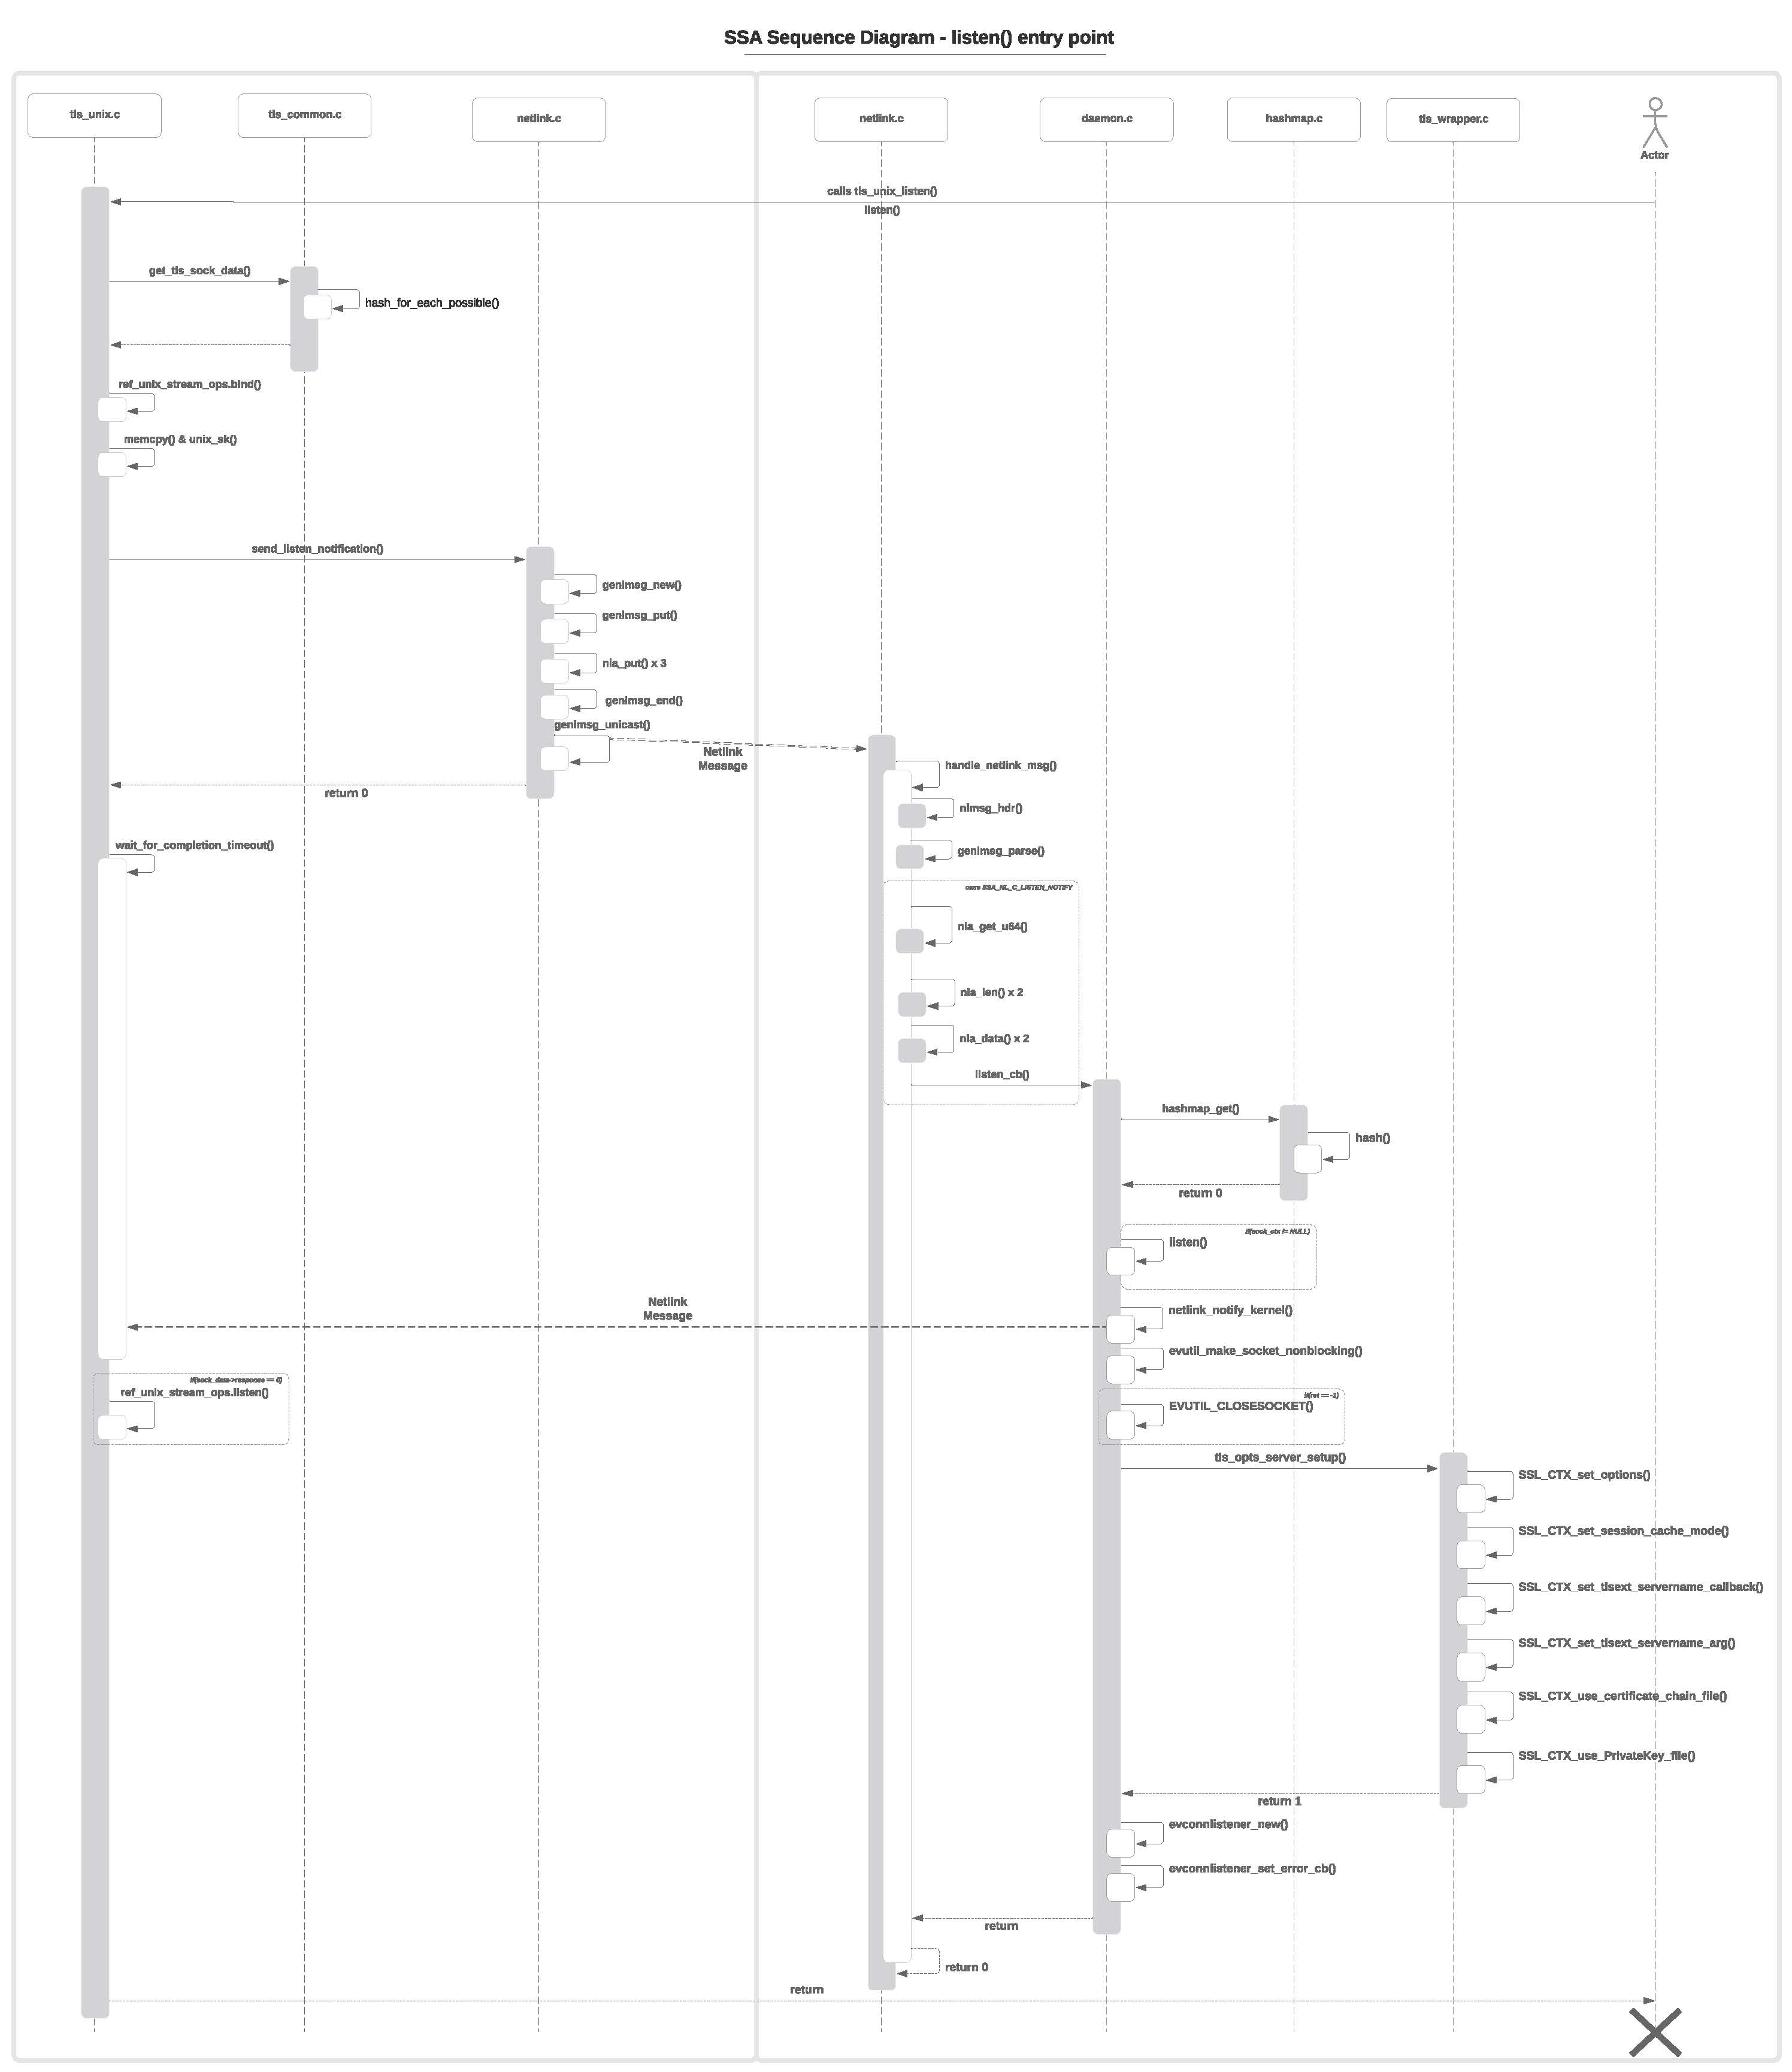 SSA Sequence Diagram - listen() entry point
tls_unix.c
tls_common.c
netlink.c
netlink.c
daemon.c
hashmap.c
tls_wrapper.c
Actor
calls tls_unix_listen()
listen()
get_tls_sock_data()
hash_for_each_possible()
ref_unix_stream_ops.bind()
memcpy() & unix_sk()
send_listen_notification()
genlmsg_new()
genlmsg_put()
nla_put() x 3
genlmsg_end()
genlmsg_unicast()
Netlink
Message
handle_netlink_msg()
return 0
nlmsg_hdr()
wait_for_completion_timeout()
genlmsg_parse()
case SSA_NL_C_LISTEN_NOTIFY
nla_get_u64()
nla_len() x 2
nla_data() x 2
listen_cb()
hashmap_get()
hash()
return 0
if(sock_ctx != NULL)
listen()
Netlink
Message
netlink_notify_kernel()
evutil_make_socket_nonblocking()
if(sock_data->response == 0)
ref_unix_stream_ops.listen()
if(ret == -1)
EVUTIL_CLOSESOCKET()
tls_opts_server_setup()
SSL_CTX_set_options()
SSL_CTX_set_session_cache_mode()
SSL_CTX_set_tlsext_servername_callback()
SSL_CTX_set_tlsext_servername_arg()
SSL_CTX_use_certificate_chain_file()
SSL_CTX_use_PrivateKey_file()
return 1
evconnlistener_new()
evconnlistener_set_error_cb()
return
return 0
return